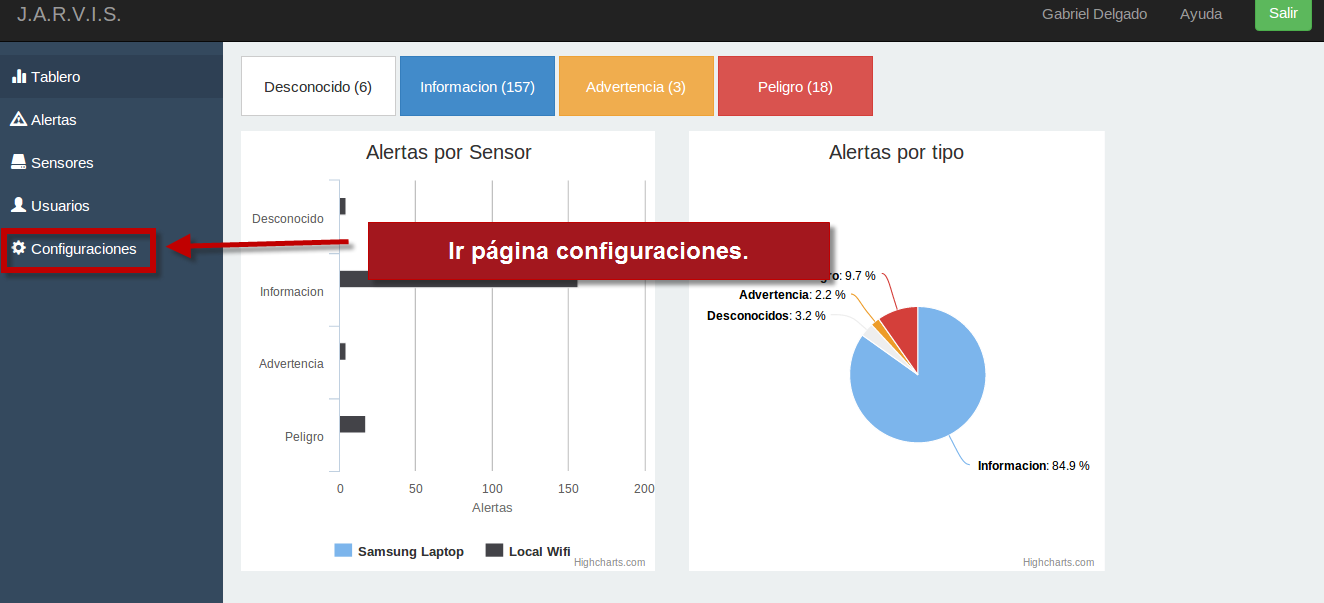 J.A.R.V.I.S.
Gabriel Delgado
Ayuda
Salir
Tablero
Alertas
Sensores
Usuarios
Configuraciones
Desconocido (6)
Informacion (157)
Advertencia (3)
Peligro (18)
Alertas por Sensor
Desconocido
Informacion
Advertencia
Peligro
0 50 100 150 200
Alertas
Samsung Laptop
Local Wifi
Highcharts.com
Ir página configuraciones.
Alertas por tipo
gro: 9.7 %
Advertencia: 2.2 %
Desconocidos: 3.2 %
Informacion: 84.9 %
Highcharts.com